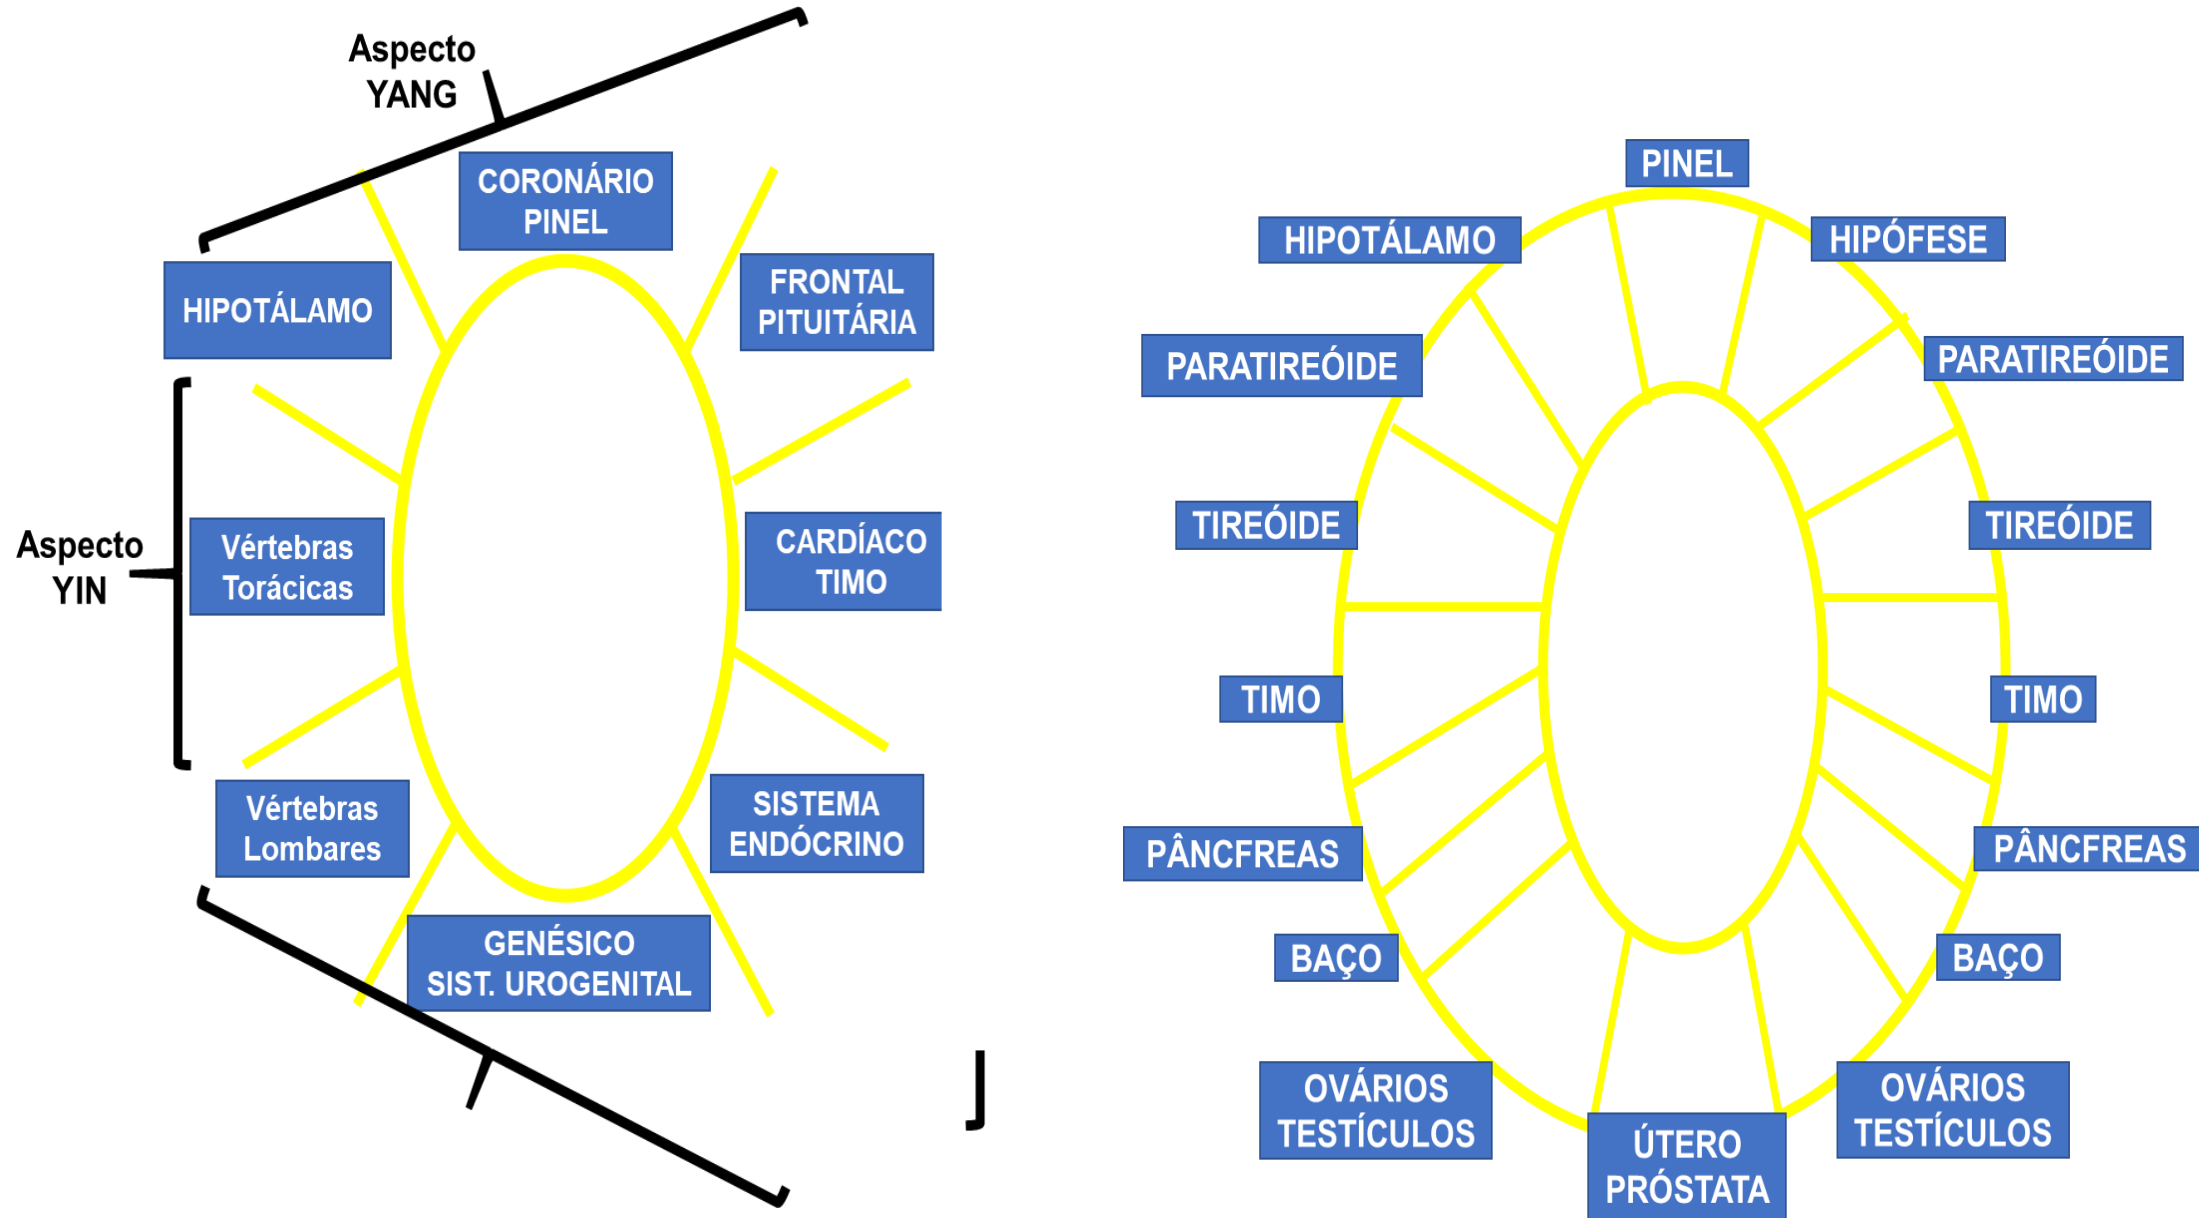 Aspecto
YANG
CORONÁRIO
PINEL
HIPOTÁLAMO
FRONTAL
PITUITÁRIA
Aspecto
YIN
Vértebras
Torácicas
CARDÍACO
TIMO
Vértebras
Lombares
SISTEMA
ENDÓCRINO
GENÉSICO
SIST. UROGENITAL
PINEL
HIPOTÁLAMO
HIPÓFESE
PARATIREÓIDE
PARATIREÓIDE
TIREÓIDE
TIREÓIDE
TIMO
TIMO
PÂNCFREAS
PÂNCFREAS
BAÇO
BAÇO
OVÁRIOS
TESTÍCULOS
OVÁRIOS
TESTÍCULOS
ÚTERO
PRÓSTATA